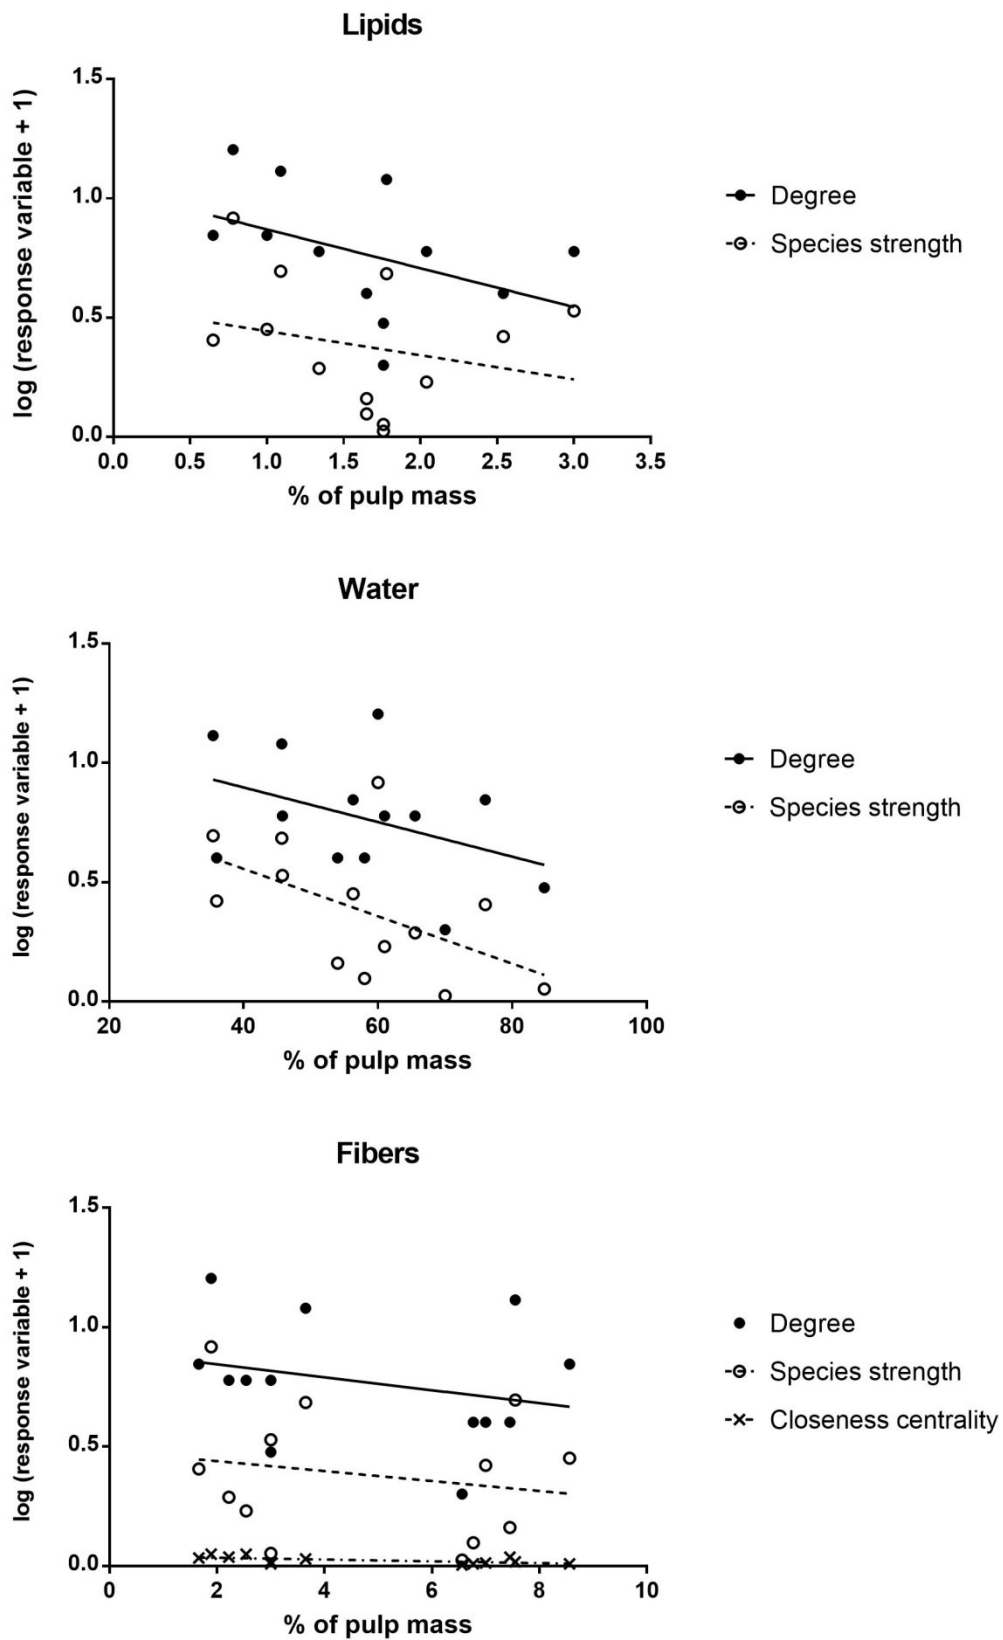 Lipids
log (response variable + 1)
1.5
1.0
0.5
0.0
0.0 0.5 1.0 1.5 2.0 2.5 3.0 3.5
% of pulp mass
Degree
Species strength
Water
log (response variable + 1)
1.5
1.0
0.5
0.0
20 40 60 80 100
% of pulp mass
Degree
Species strength
Fibers
log (response variable + 1)
1.5
1.0
0.5
0.0
0 2 4 6 8 10
% of pulp mass
Degree
Species strength
Closeness centrality